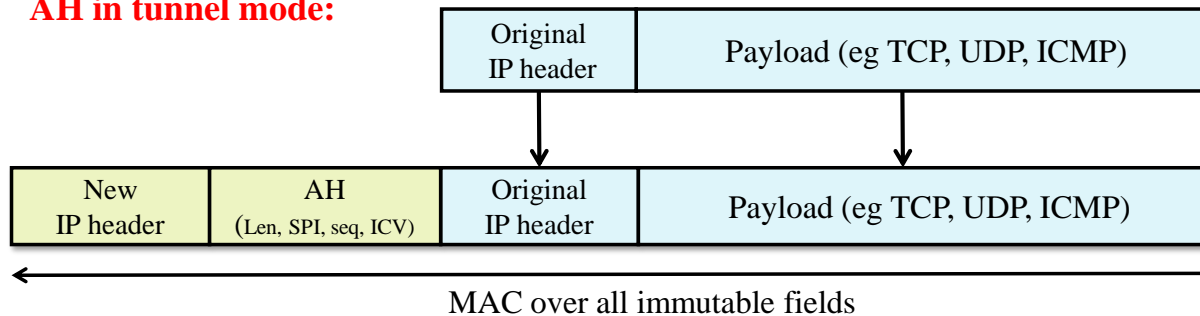 AH in tunnel mode:
Original
IP header
Payload (eg TCP, UDP, ICMP)
New
IP header
AH
(Len, SPI, seq, ICV)
Original
IP header
Payload (eg TCP, UDP, ICMP)
MAC over all immutable fields